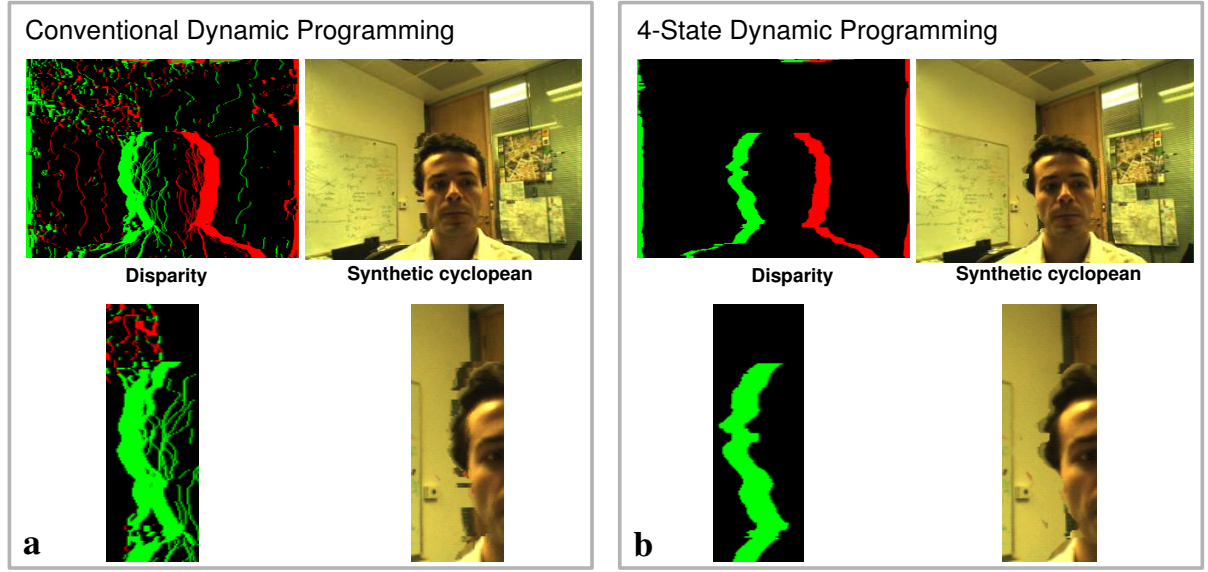 Conventional Dynamic Programming
Disparity
Synthetic cyclopean
a
4-State Dynamic Programming
Disparity
Synthetic cyclopean
b